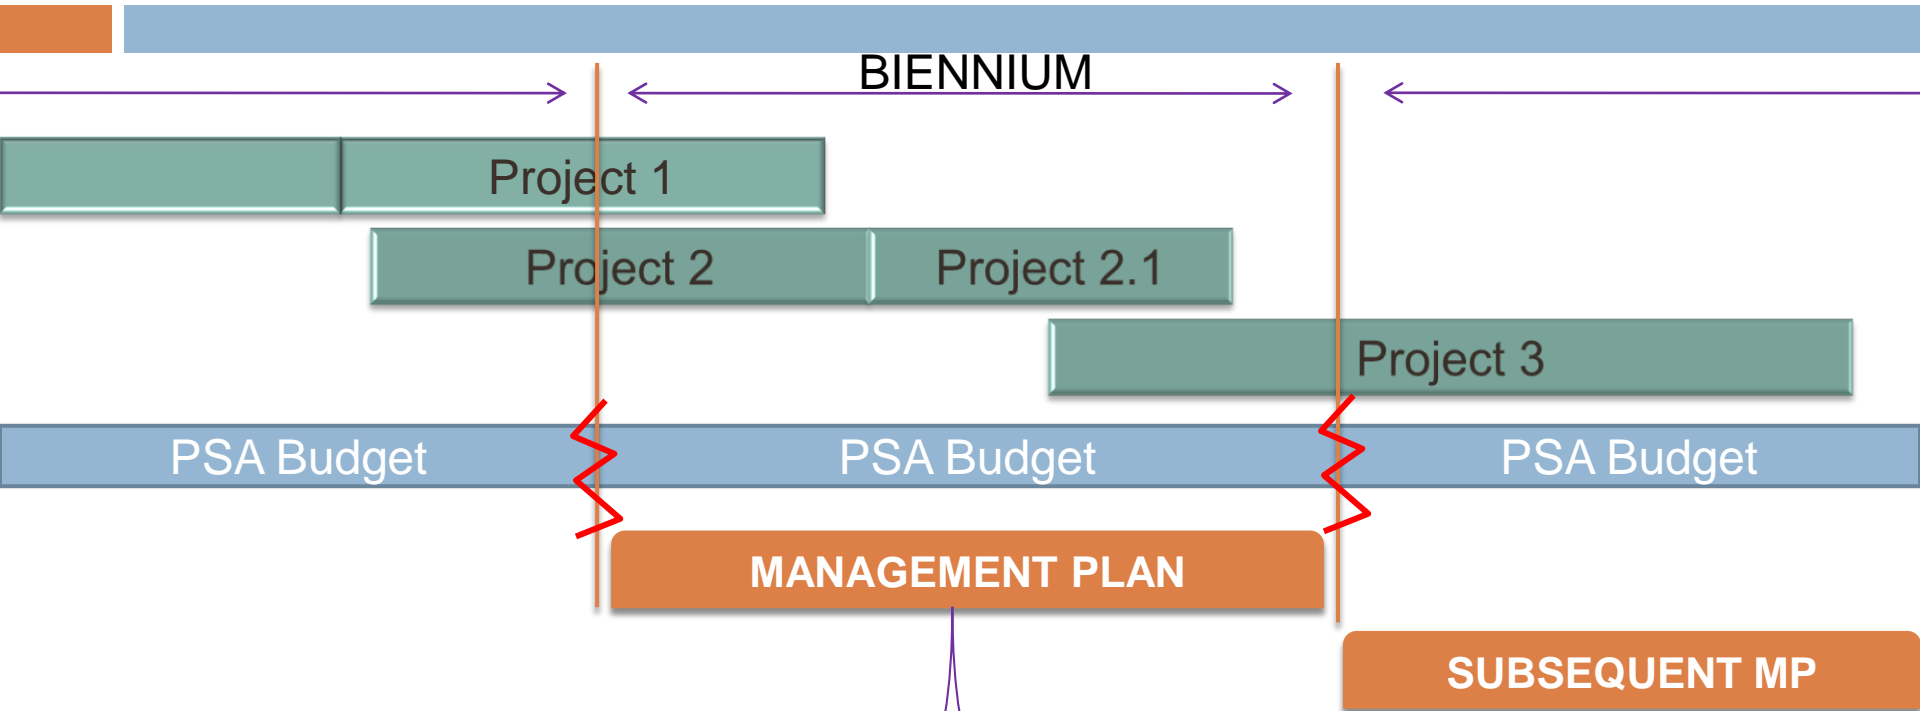 BIENNIUM
Project 1
Project 2
Project 2.1
Project 3
PSA Budget
PSA Budget
PSA Budget
MANAGEMENT PLAN
SUBSEQUENT MP